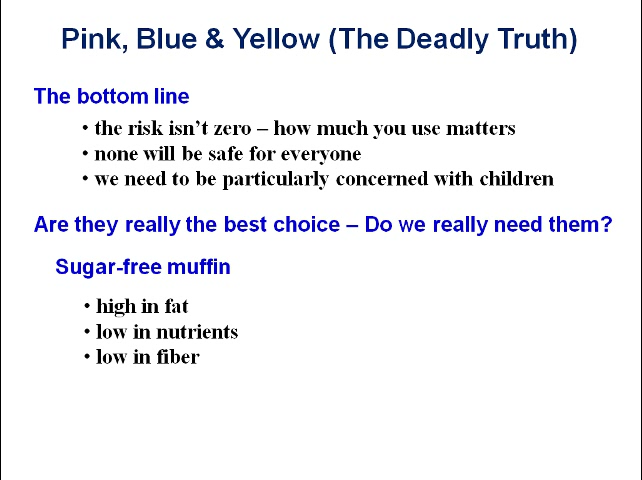 Pink, Blue & Yellow (The Deadly Truth)
The bottom line
• the risk isn’t zero – how much you use matters
• none will be safe for everyone
• we need to be particularly concerned with children
Are they really the best choice – Do we really need them?
Sugar-free muffin
• high in fat
• low in nutrients
• low in fiber